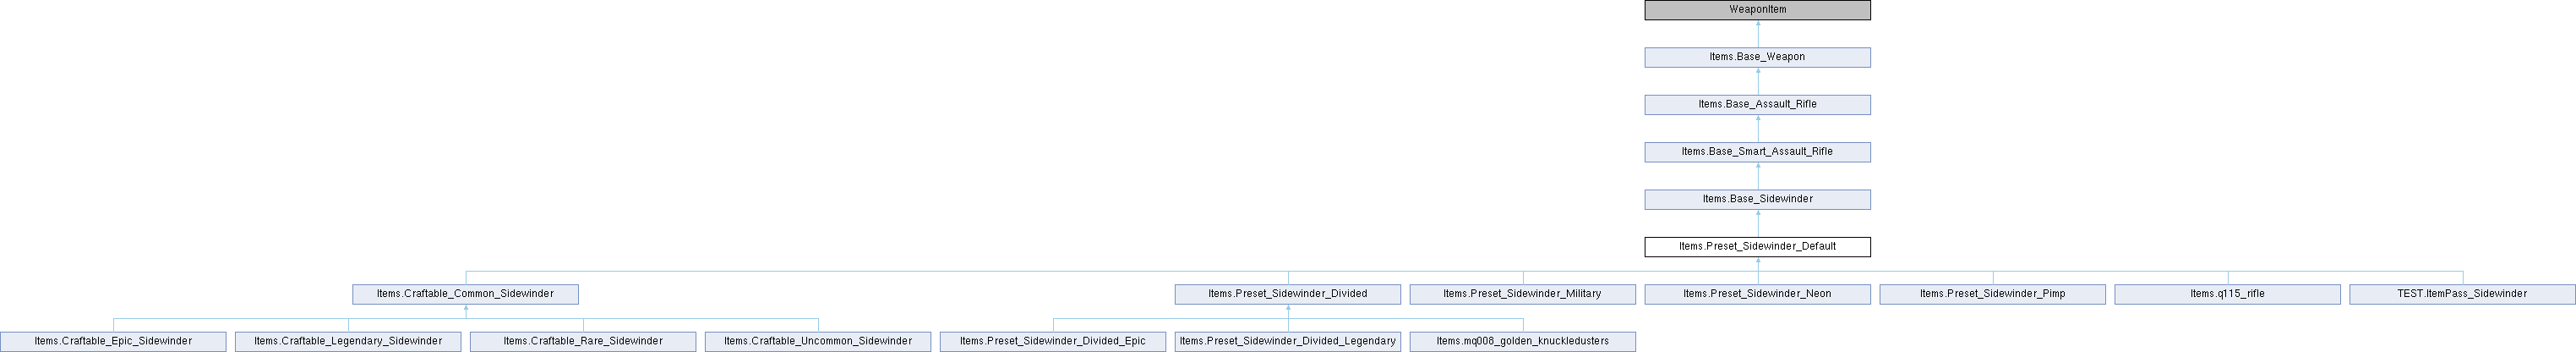 WeaponItem
Items.Base_Weapon
Items.Base_Assault_Rifle
Items.Base_Smart_Assault_Rifle
Items.Base_Sidewinder
Items.Preset_Sidewinder_Default
Items.Craftable_Common_Sidewinder
Items.Preset_Sidewinder_Divided
Items.Preset_Sidewinder_Military
Items.Preset_Sidewinder_Neon
Items.Preset_Sidewinder_Pimp
Items.q115_rifle
TEST.ItemPass_Sidewinder
Items.Craftable_Epic_Sidewinder
Items.Craftable_Legendary_Sidewinder
Items.Craftable_Rare_Sidewinder
Items.Craftable_Uncommon_Sidewinder
Items.Preset_Sidewinder_Divided_Epic
Items.Preset_Sidewinder_Divided_Legendary
Items.mq008_golden_knuckledusters